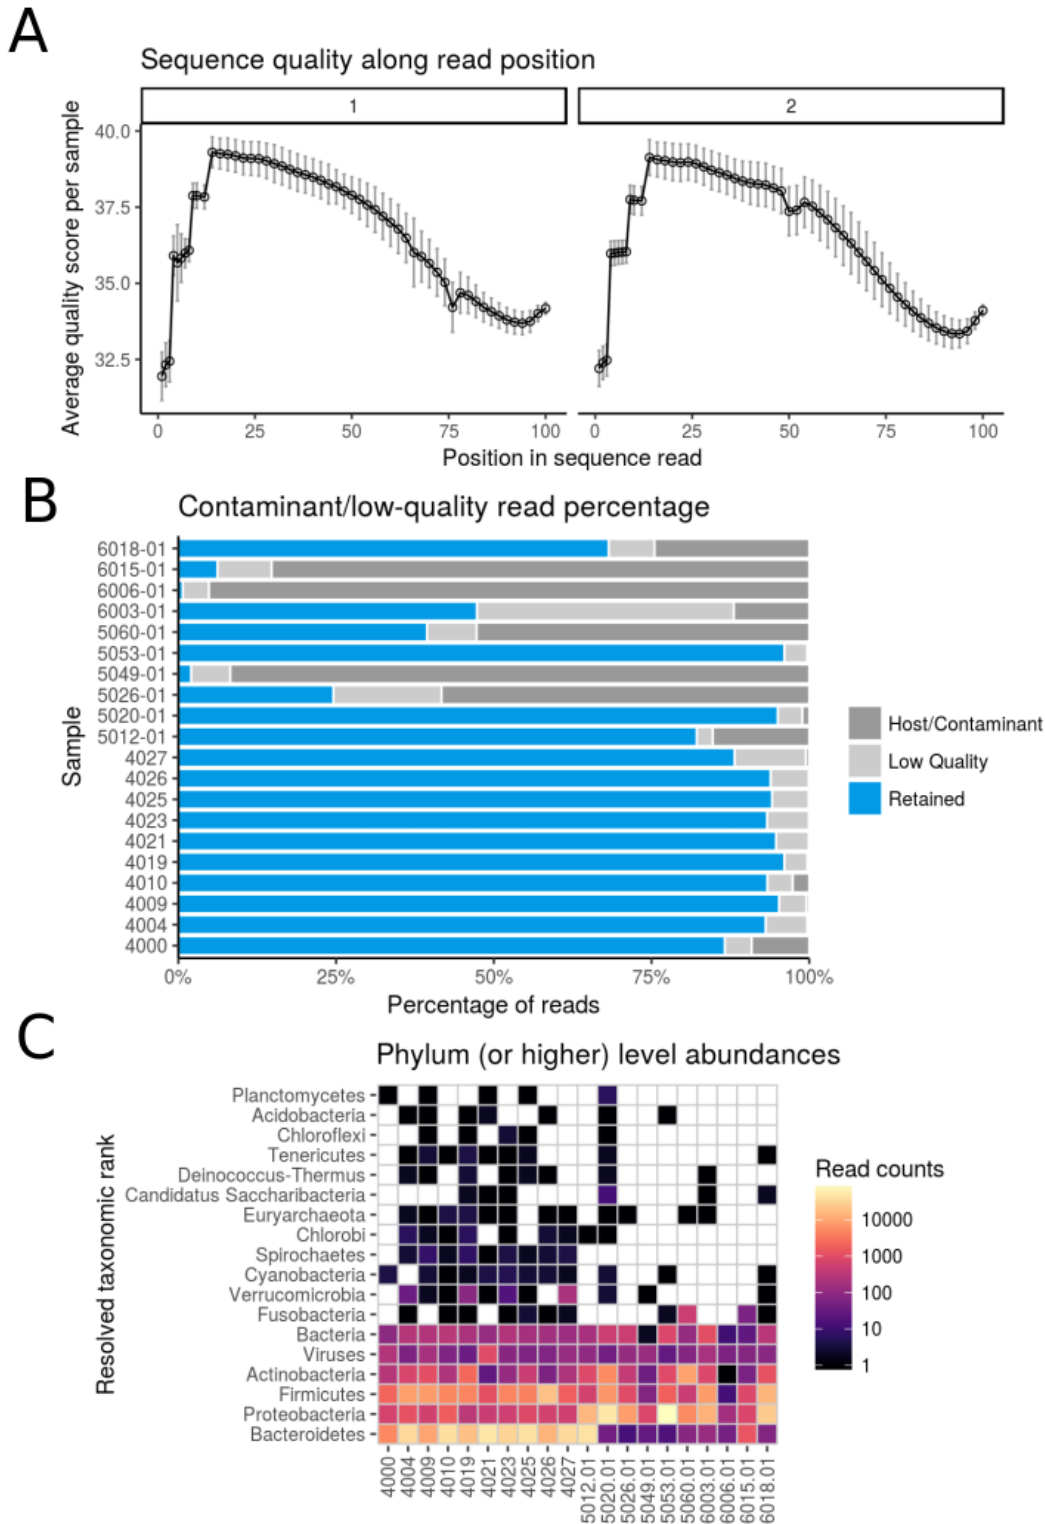 A
Sequence quality along read position
1
2
Average quality score per sample
40.0
37.5
35.0
32.5
0
25
50
75
100
0
25
50
75
100
Position in sequence read
B
Contaminant/low-quality read percentage
Sample
6018-01
6015-01
6006-01
6003-01
5060-01
5053-01
5049-01
5026-01
5020-01
5012-01
4027
4026
4025
4023
4021
4019
4010
4009
4004
4000
0%
25%
50%
75%
100%
Percentage of reads
Host/Contaminant
Low Quality
Retained
C
Phylum (or higher) level abundances
Resolved taxonomic rank
Planctomycetes
Acidobacteria
Chloroflexi
Tenericutes
Deinococcus-Thermus
Candidatus Saccharibacteria
Euryarchaeota
Chlorobi
Spirochaetes
Cyanobacteria
Verrucomicrobia
Fusobacteria
Bacteria
Viruses
Actinobacteria
Firmicutes
Proteobacteria
Bacteroidetes
4000
4004
4009
4010
4019
4021
4023
4025
4026
4027
5012.01
5020.01
5026.01
5049.01
5053.01
5060.01
6003.01
6006.01
6015.01
6018.01
Read counts
10000
1000
100
10
1